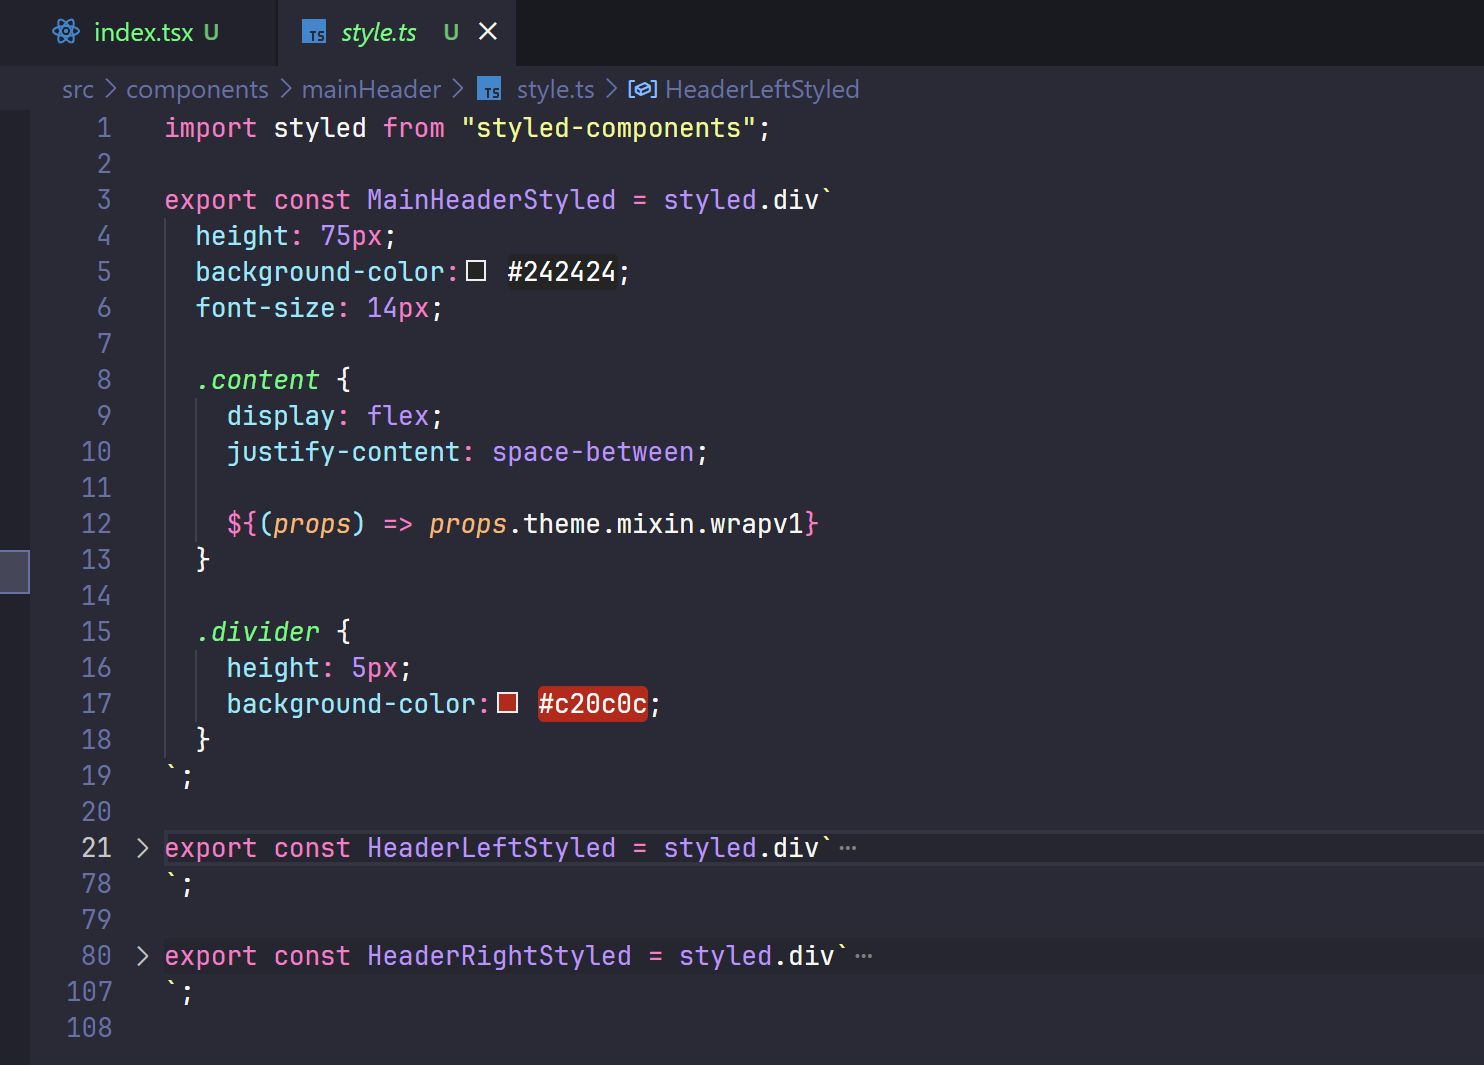 index.tsx U style.ts U
src > components > mainHeader > TS style.ts > HeaderLeftStyled
1 import styled from "styled-components";
2
3 export const MainHeaderStyled = styled.div`
4 height: 75px;
5 background-color: #242424;
6 font-size: 14px;
7
8 .content {
9 display: flex;
10 justify-content: space-between;
11
12 ${(props) => props.theme.mixin.wrapv1}
13 }
14
15 .divider {
16 height: 5px;
17 background-color: #c20c0c;
18 }
19 `;
20
21 > export const HeaderLeftStyled = styled.div`…
78 `;
79
80 > export const HeaderRightStyled = styled.div`…
107 `;
108